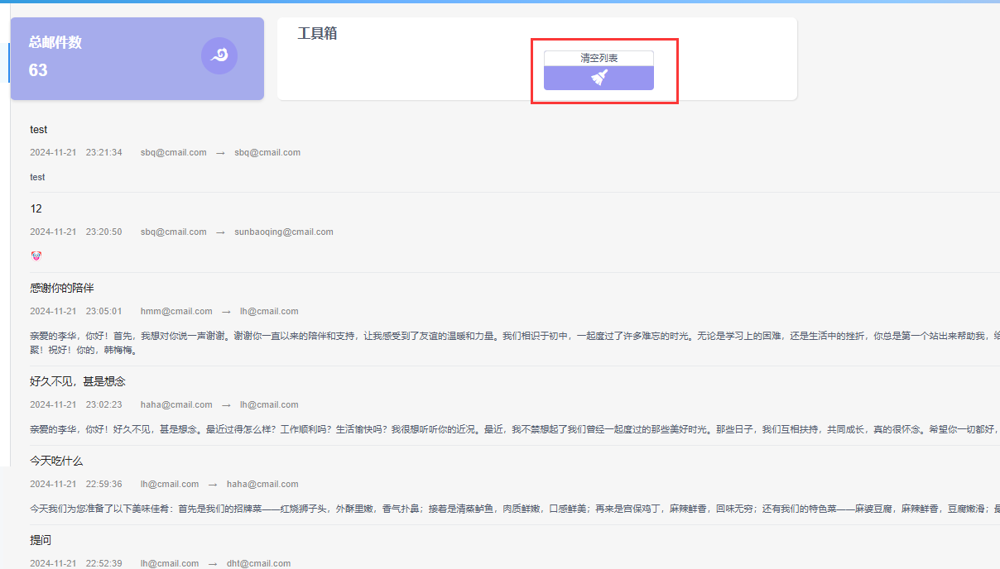 总邮件数
63
工具箱
清空列表
test
2024-11-21 23:21:34 sbq@cmail.com → sbq@cmail.com
test
12
2024-11-21 23:20:50 sbq@cmail.com → sunbaoqing@cmail.com
🤡
感谢你的陪伴
2024-11-21 23:05:01 hmm@cmail.com → lh@cmail.com
亲爱的李华，你好！首先，我想对你说一声谢谢。谢谢你一直以来的陪伴和支持，让我感受到了友谊的温暖和力量。我们相识于初中，一起度过了许多难忘的时光。无论是学习上的困难，还是生活中的挫折，你总是第一个站出来帮助我，给
聚！祝好！你的，韩梅梅。
好久不见，甚是想念
2024-11-21 23:02:23 haha@cmail.com → lh@cmail.com
亲爱的李华，你好！好久不见，甚是想念。最近过得怎么样？工作顺利吗？生活愉快吗？我很想听听你的近况。最近，我不禁想起了我们曾经一起度过的那些美好时光。那些日子，我们互相扶持，共同成长，真的很怀念。希望你一切都好，
今天吃什么
2024-11-21 22:59:36 lh@cmail.com → haha@cmail.com
今天我们为您准备了以下美味佳肴：首先是我们的招牌菜——红烧狮子头，外酥里嫩，香气扑鼻；接着是清蒸鲈鱼，肉质鲜嫩，口感鲜美；再来是宫保鸡丁，麻辣鲜香，回味无穷；还有我们的特色菜——麻婆豆腐，麻辣鲜香，豆腐嫩滑；最
提问
2024-11-21 22:52:39 lh@cmail.com → dht@cmail.com